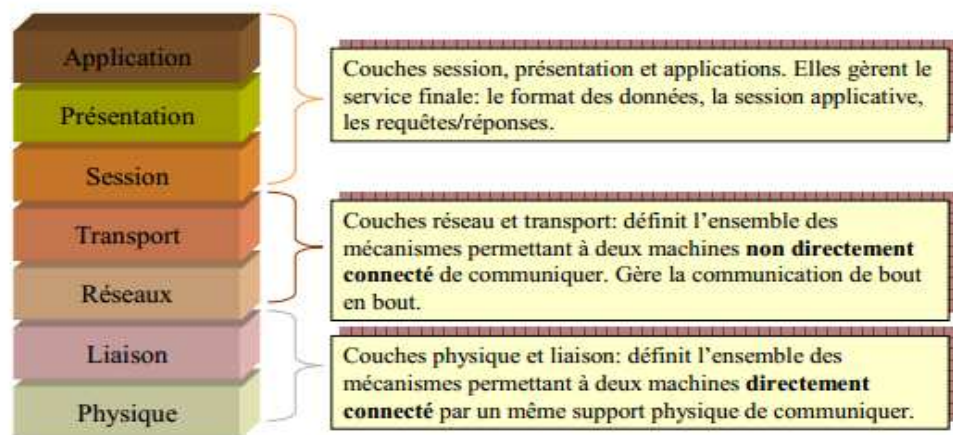 Application
Présentation
Session
Transport
Réseaux
Liaison
Physique
Couches session, présentation et applications. Elles gèrent le
service finale: le format des données, la session applicative,
les requêtes/réponses.
Couches réseau et transport: définit l'ensemble des
mécanismes permettant à deux machines non directement
connecté de communiquer. Gère la communication de bout
en bout.
Couches physique et liaison: définit l'ensemble des
mécanismes permettant à deux machines directement
connecté par un même support physique de communiquer.